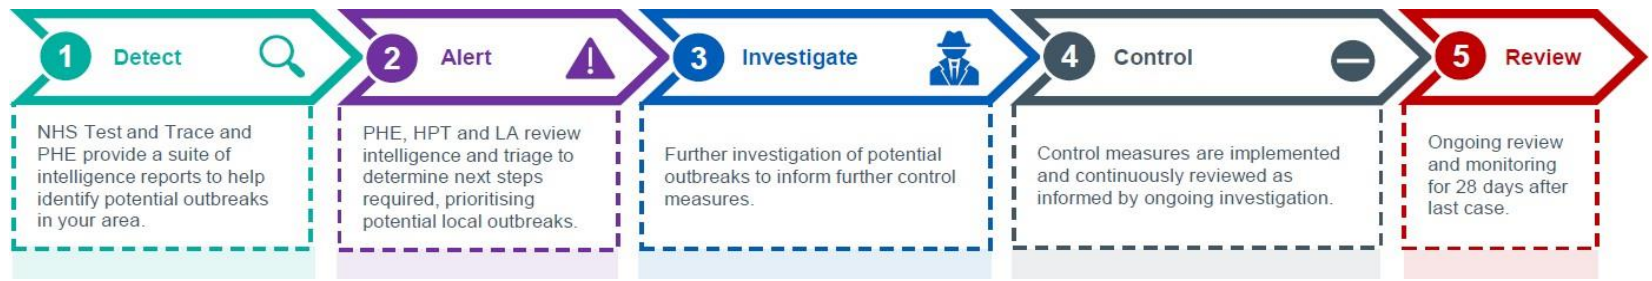 1 Detect
NHS Test and Trace and
PHE provide a suite of
intelligence reports to help
identify potential outbreaks
in your area.
2 Alert
PHE, HPT and LA review
intelligence and triage to
determine next steps
required, prioritising
potential local outbreaks.
3 Investigate
Further investigation of potential
outbreaks to inform further control
measures.
4 Control
Control measures are implemented
and continuously reviewed as
informed by ongoing investigation.
5 Review
Ongoing review
and monitoring
for 28 days after
last case.